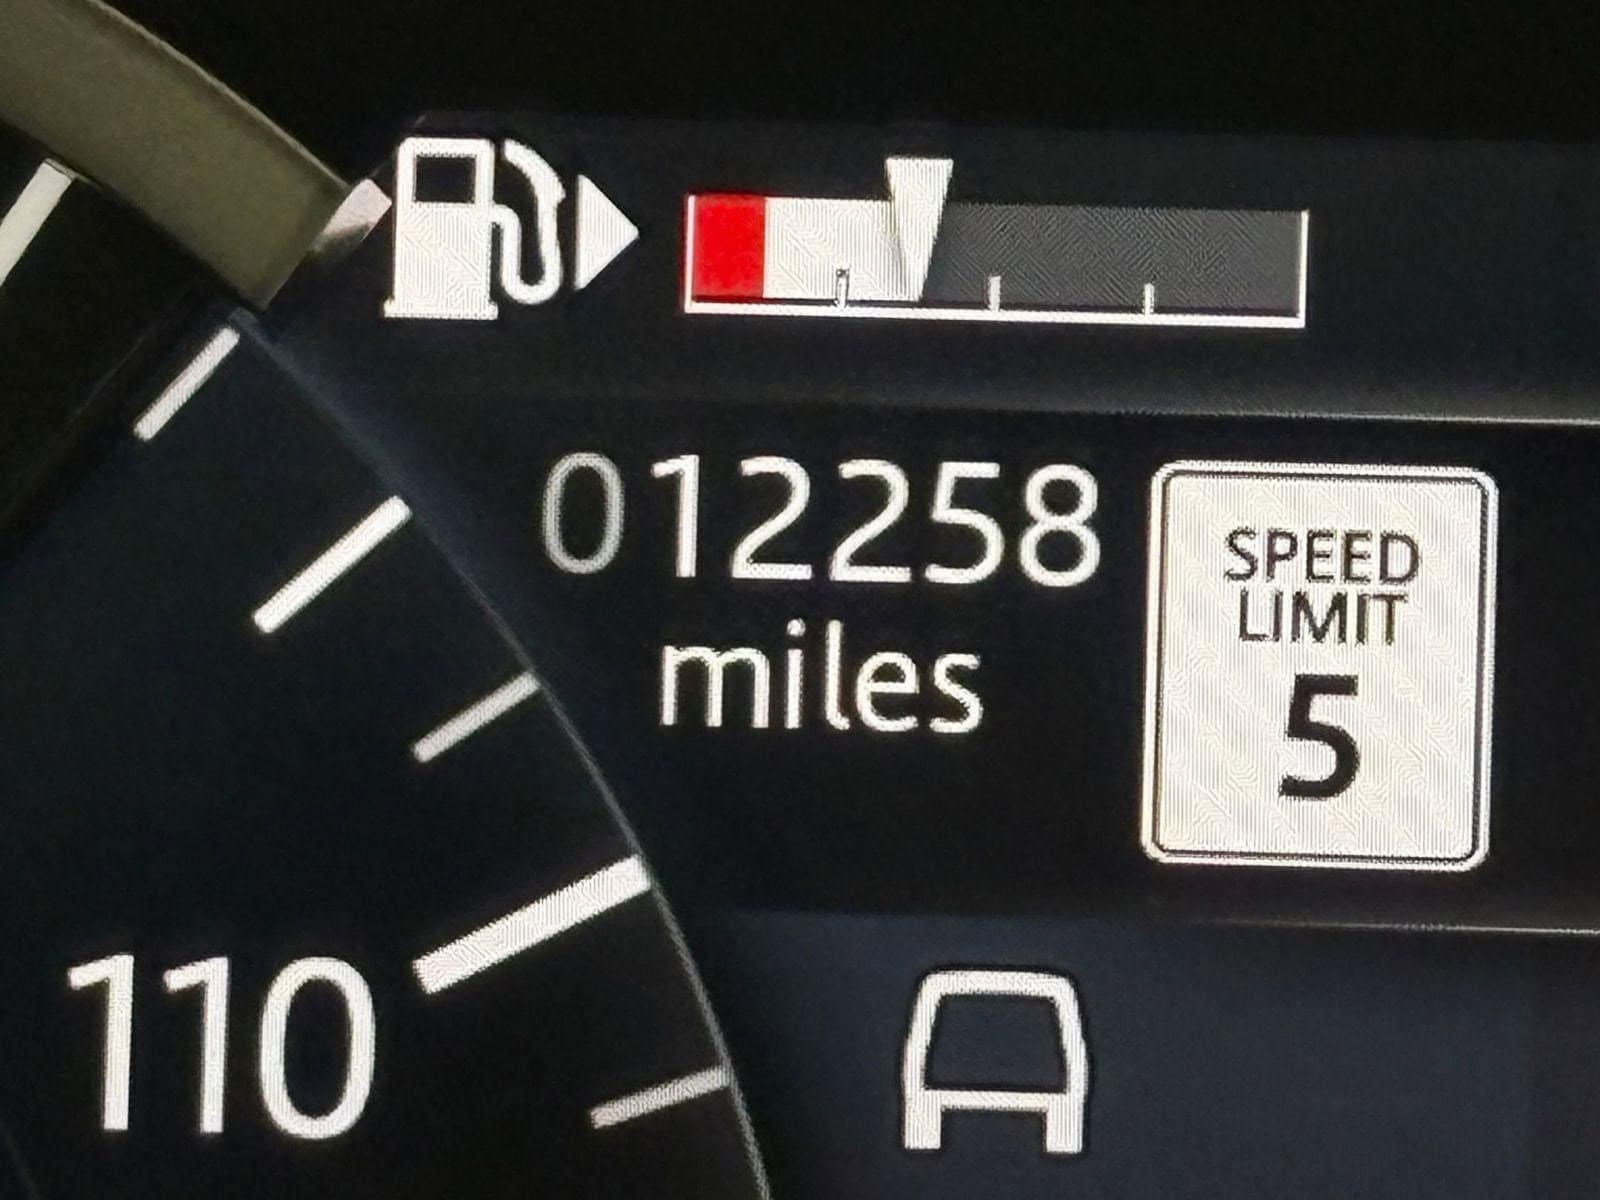 012258
miles
SPEED
LIMIT
5
110